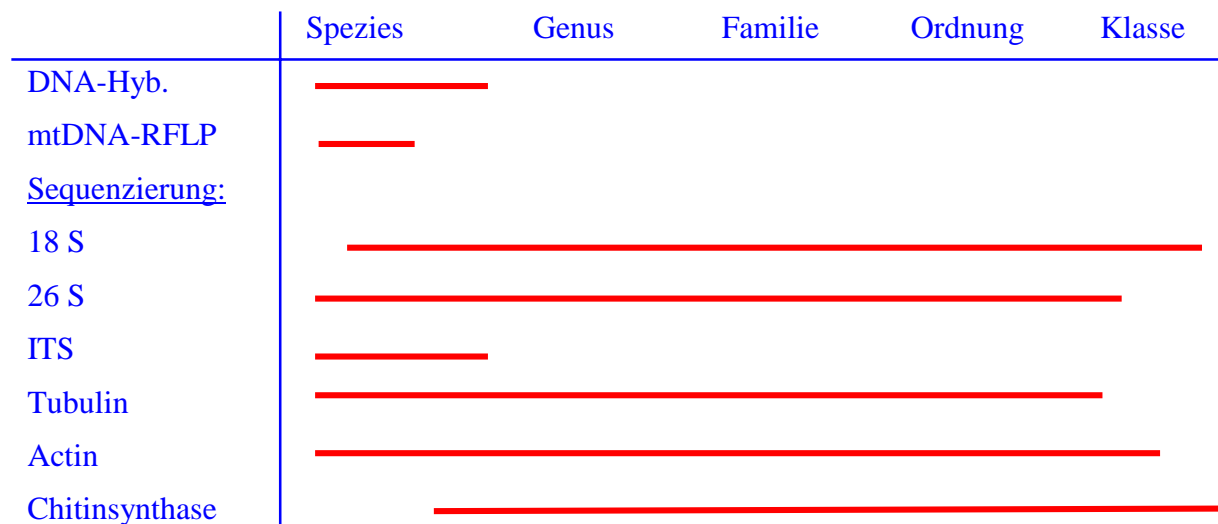 Spezies Genus Familie Ordnung Klasse
DNA-Hyb.
mtDNA-RFLP
Sequenzierung:
18 S
26 S
ITS
Tubulin
Actin
Chitinsynthase